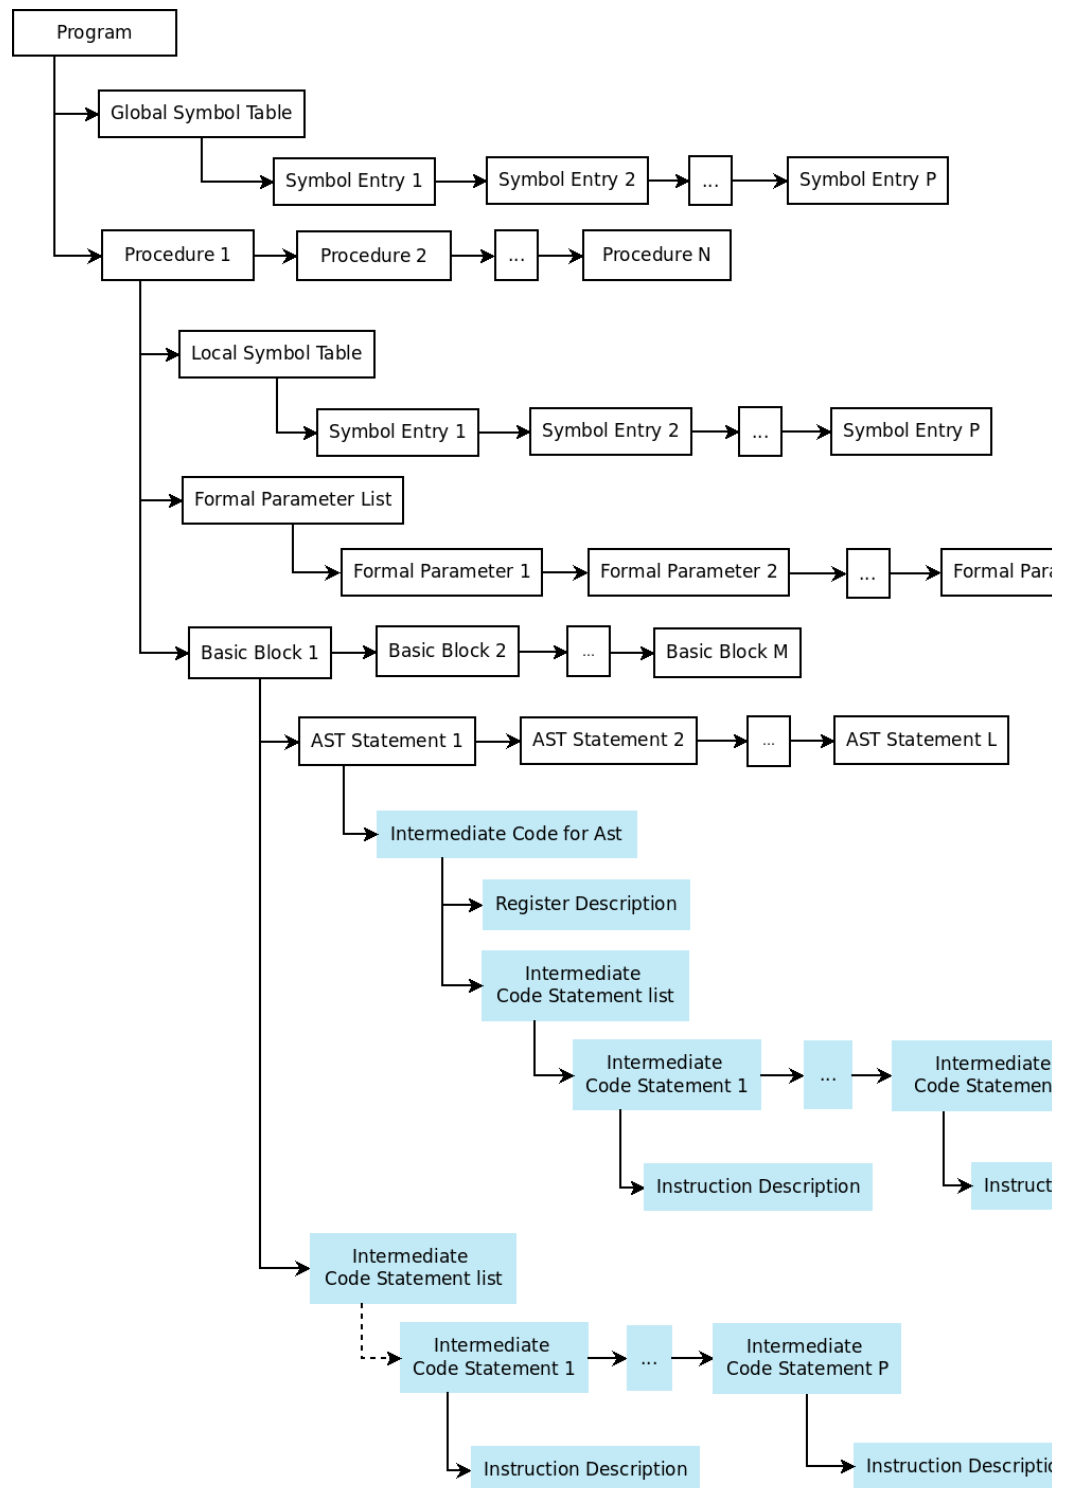 Program
Global Symbol Table
Symbol Entry 1
Symbol Entry 2
...
Symbol Entry P
Procedure 1
Procedure 2
...
Procedure N
Local Symbol Table
Symbol Entry 1
Symbol Entry 2
...
Symbol Entry P
Formal Parameter List
Formal Parameter 1
Formal Parameter 2
...
Formal
Basic Block 1
Basic Block 2
...
Basic Block M
AST Statement 1
AST Statement 2
...
AST Statement L
Intermediate Code for Ast
Register Description
Intermediate
Code Statement list
Intermediate
Code Statement 1
...
Intermediate
Code
Instruction Description
Intermediate
Code Statement list
Intermediate
Code Statement 1
...
Intermediate
Code Statement P
Instruction Description
Instruction